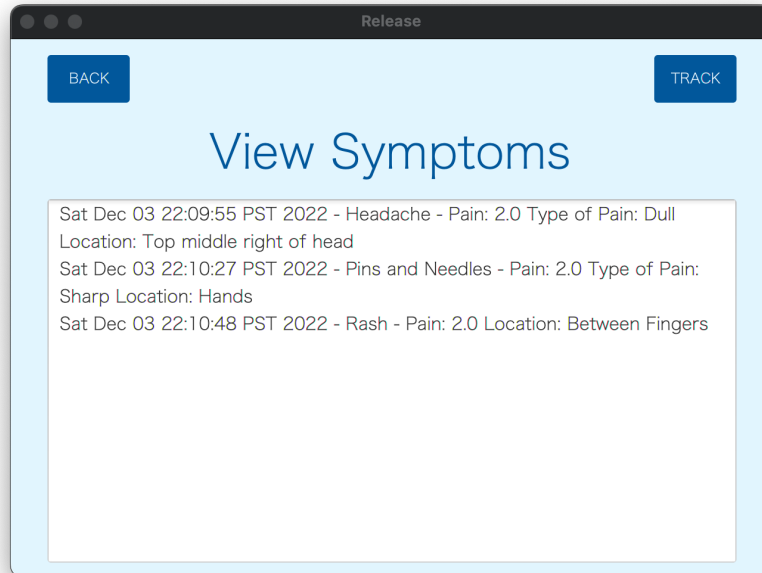 Release
BACK
TRACK
View Symptoms
Sat Dec 03 22:09:55 PST 2022 - Headache - Pain: 2.0 Type of Pain: Dull
Location: Top middle right of head
Sat Dec 03 22:10:27 PST 2022 - Pins and Needles - Pain: 2.0 Type of Pain:
Sharp Location: Hands
Sat Dec 03 22:10:48 PST 2022 - Rash - Pain: 2.0 Location: Between Fingers